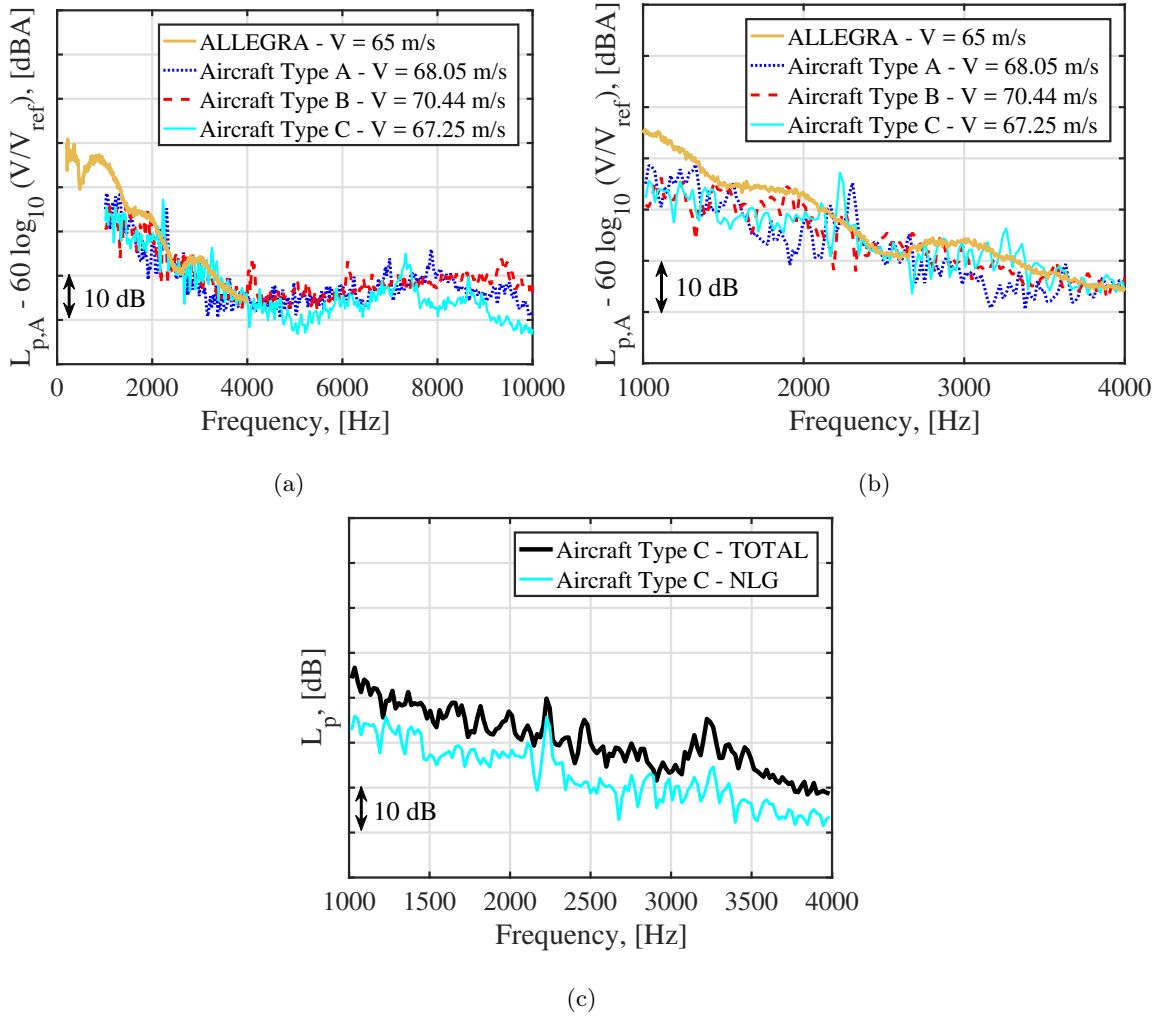 L_{p,A} - 60 log_{10} (V/V_{ref}), [dBA]
ALLEGRA - V = 65 m/s
Aircraft Type A - V = 68.05 m/s
Aircraft Type B - V = 70.44 m/s
Aircraft Type C - V = 67.25 m/s
10 dB
0 2000 4000 6000 8000 10000
Frequency, [Hz]
(a)
L_{p,A} - 60 log_{10} (V/V_{ref}), [dBA]
ALLEGRA - V = 65 m/s
Aircraft Type A - V = 68.05 m/s
Aircraft Type B - V = 70.44 m/s
Aircraft Type C - V = 67.25 m/s
10 dB
1000 2000 3000 4000
Frequency, [Hz]
(b)
L_p, [dB]
Aircraft Type C - TOTAL
Aircraft Type C - NLG
10 dB
1000 1500 2000 2500 3000 3500 4000
Frequency, [Hz]
(c)